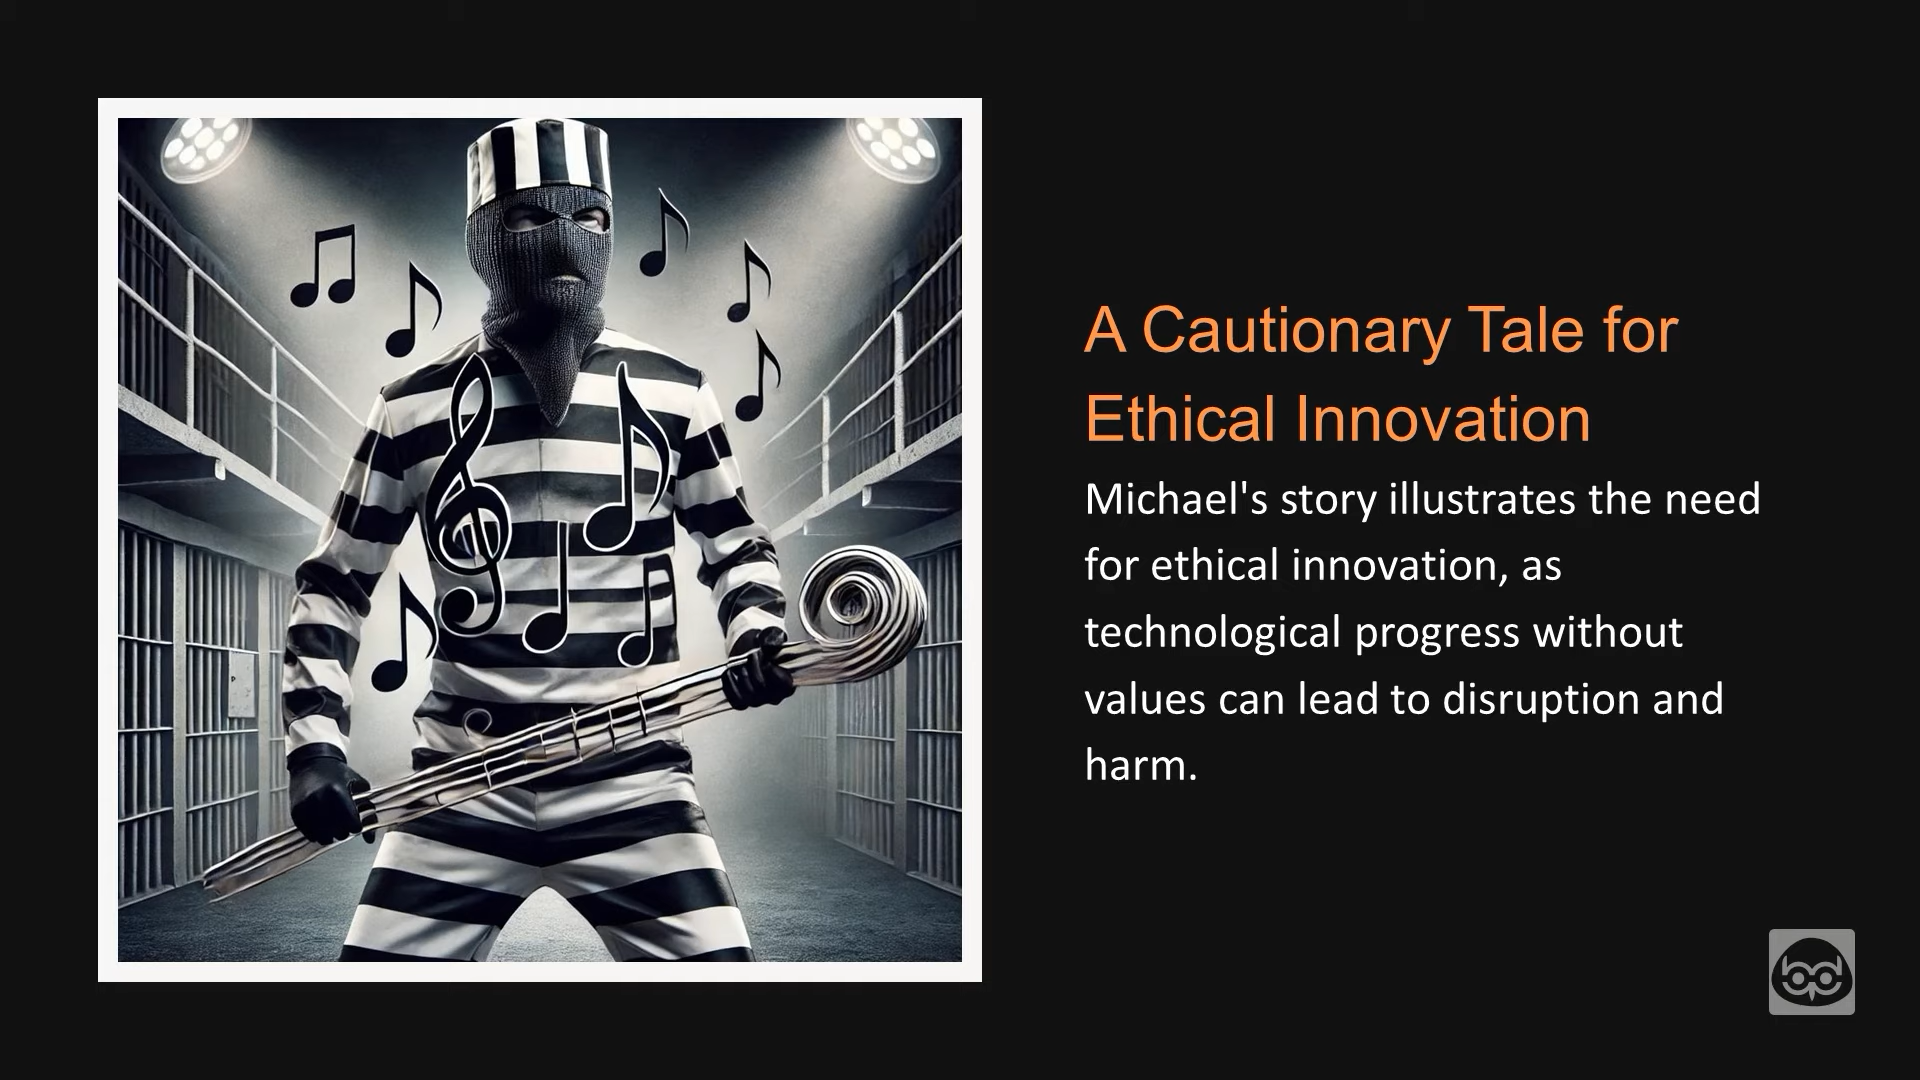 A Cautionary Tale for
Ethical Innovation
Michael's story illustrates the need
for ethical innovation, as
technological progress without
values can lead to disruption and
harm.